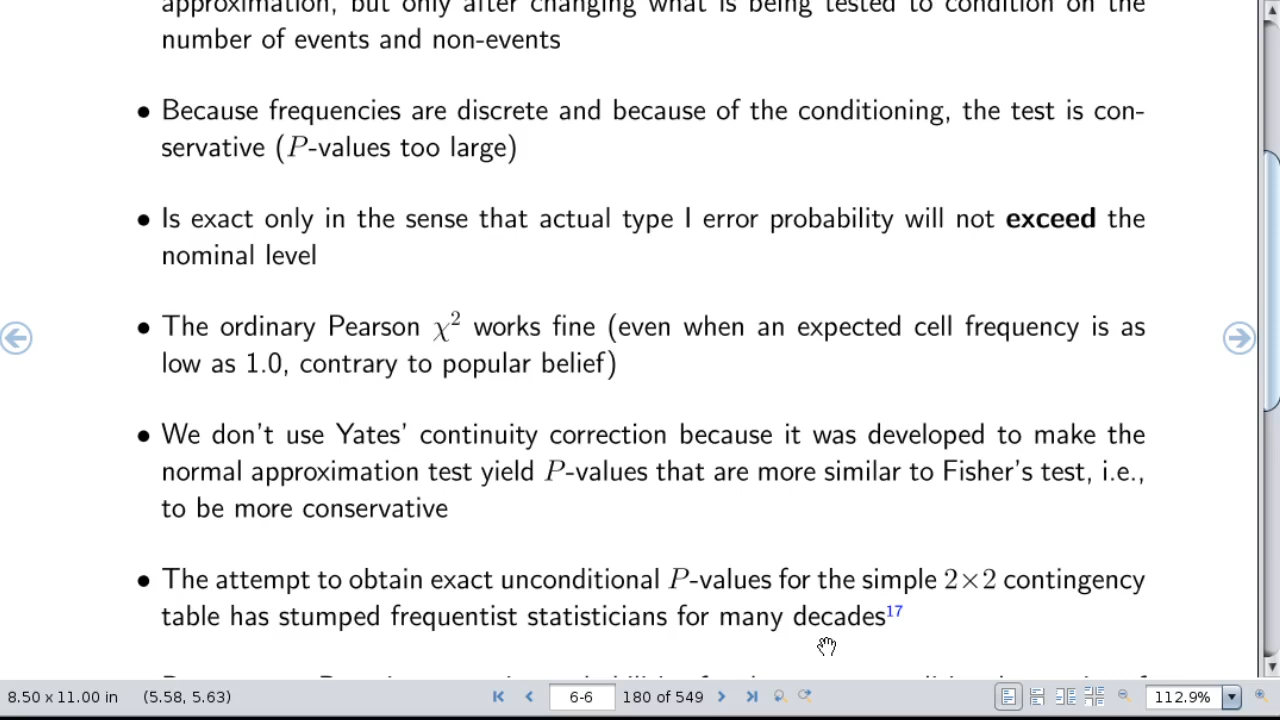 approximation, but only after changing what is being tested to condition on the
number of events and non-events
• Because frequencies are discrete and because of the conditioning, the test is con-
servative (P-values too large)
• Is exact only in the sense that actual type I error probability will not exceed the
nominal level
• The ordinary Pearson χ² works fine (even when an expected cell frequency is as
low as 1.0, contrary to popular belief)
• We don't use Yates' continuity correction because it was developed to make the
normal approximation test yield P-values that are more similar to Fisher's test, i.e.,
to be more conservative
• The attempt to obtain exact unconditional P-values for the simple 2×2 contingency
table has stumped frequentist statisticians for many decades¹⁷
8.50 x 11.00 in (5.58, 5.63) 6-6 180 of 549 112.9%